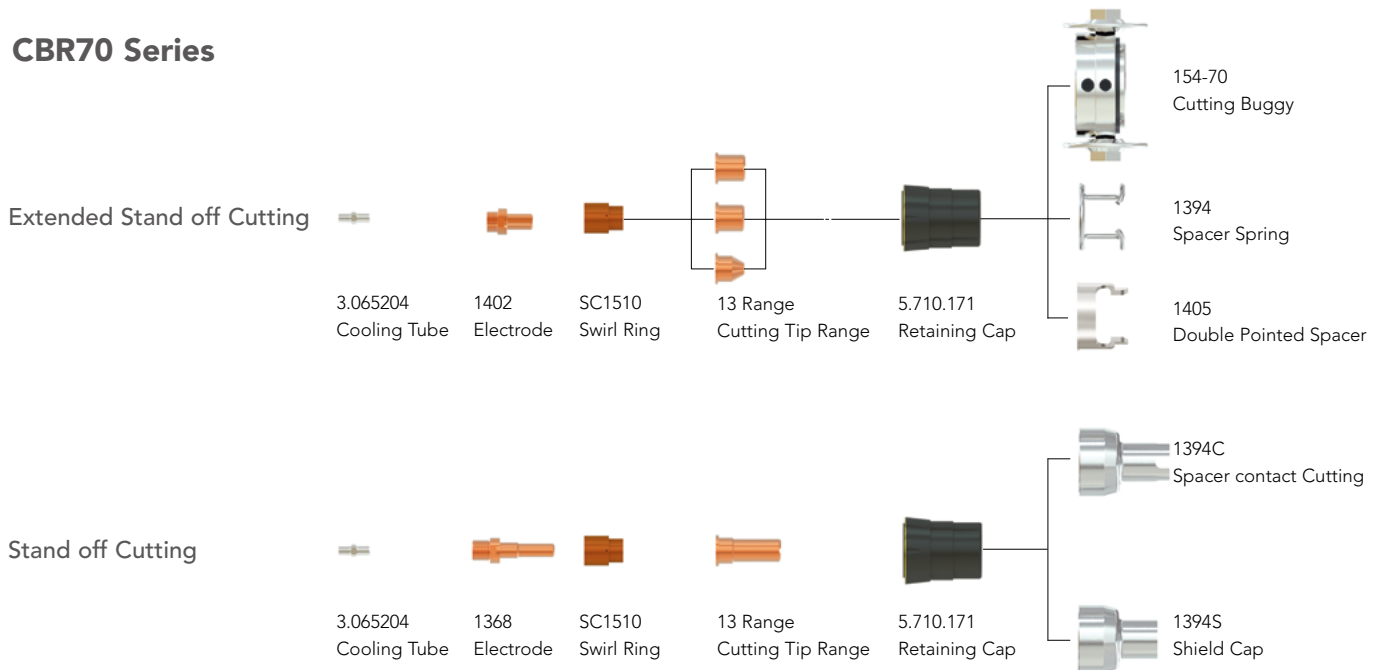 CBR70 Series
154-70
Cutting Buggy
Extended Stand off Cutting
1394
Spacer Spring
3.065204
Cooling Tube
1402
Electrode
SC1510
Swirl Ring
13 Range
Cutting Tip Range
5.710.171
Retaining Cap
1405
Double Pointed Spacer
1394C
Spacer contact Cutting
Stand off Cutting
3.065204
Cooling Tube
1368
Electrode
SC1510
Swirl Ring
13 Range
Cutting Tip Range
5.710.171
Retaining Cap
1394S
Shield Cap